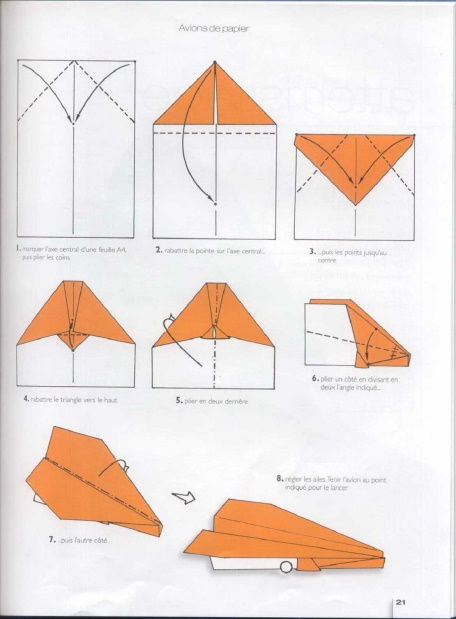 Avions de papier
1. marquer l'axe central d'une feuille A4,
puis plier les coins
2. rabattre la pointe sur l'axe central...
3. ...puis les points jusqu'au
centre
4. rabattre le triangle vers le haut
5. plier en deux derrière
6. plier un côté en divisant en
deux l'angle indiqué...
7. ...puis l'autre côté
8. régler les ailes. Tenir l'avion au point
indiqué pour le lancer
21